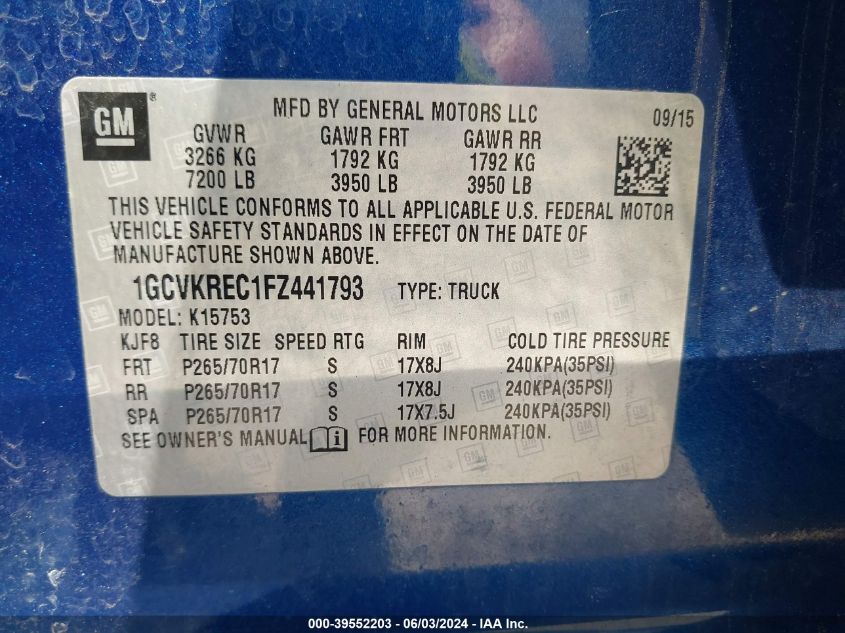 GM ®
MFD BY GENERAL MOTORS LLC 09/15
GVWR GAWR FRT GAWR RR
3266 KG 1792 KG 1792 KG
7200 LB 3950 LB 3950 LB
THIS VEHICLE CONFORMS TO ALL APPLICABLE U.S. FEDERAL MOTOR
VEHICLE SAFETY STANDARDS IN EFFECT ON THE DATE OF
MANUFACTURE SHOWN ABOVE.
1GCVKREC1FZ441793 TYPE: TRUCK
MODEL: K15753
KJF8 TIRE SIZE SPEED RTG RIM COLD TIRE PRESSURE
FRT P265/70R17 S 17X8J 240KPA(35PSI)
RR P265/70R17 S 17X8J 240KPA(35PSI)
SPA P265/70R17 S 17X7.5J 240KPA(35PSI)
SEE OWNER'S MANUAL FOR MORE INFORMATION.
000-39552203 - 06/03/2024 - IAA Inc.